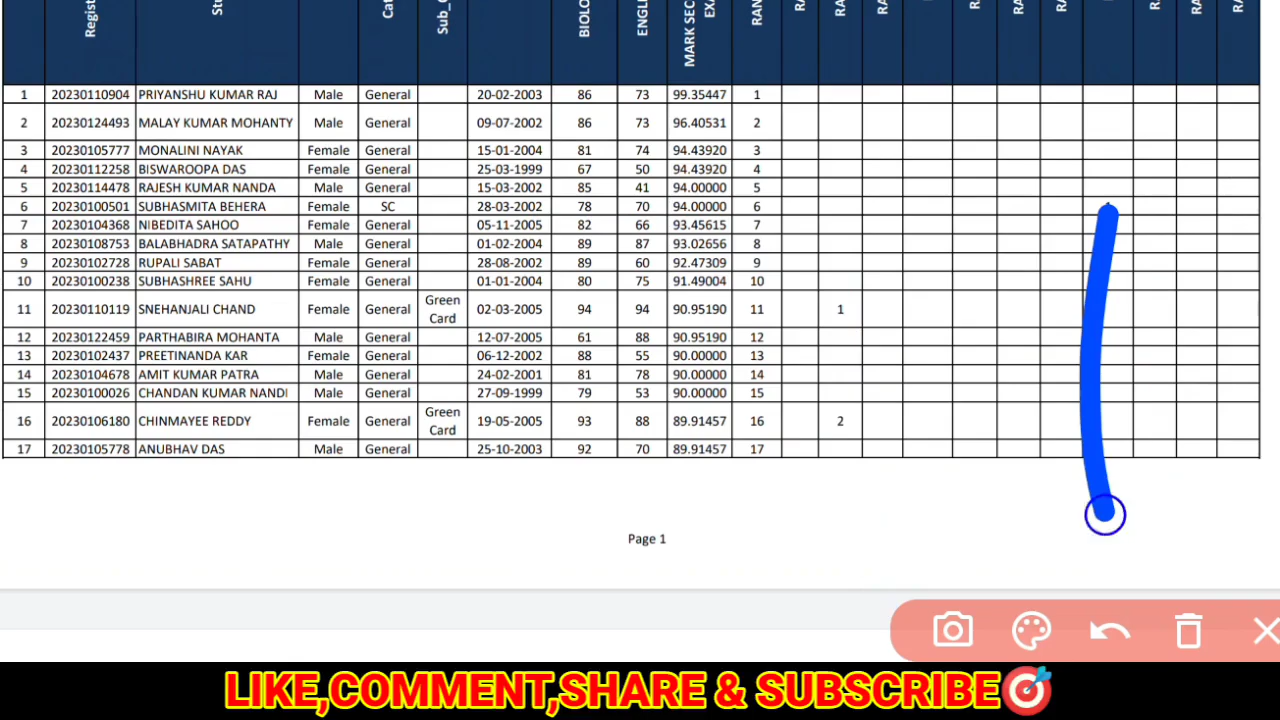 Regist
St
Cat
Sub_
BIOLO
ENGLI
MARK SEC
EXA
RAN
RA
RA
RA
RA
RA
RA
RA
RA
RA
1 20230110904 PRIYANSHU KUMAR RAJ Male General 20-02-2003 86 73 99.35447 1
2 20230124493 MALAY KUMAR MOHANTY Male General 09-07-2002 86 73 96.40531 2
3 20230105777 MONALINI NAYAK Female General 15-01-2004 81 74 94.43920 3
4 20230112258 BISWAROOPA DAS Female General 25-03-1999 67 50 94.43920 4
5 20230114478 RAJESH KUMAR NANDA Male General 15-03-2002 85 41 94.00000 5
6 20230100501 SUBHASMITA BEHERA Female SC 28-03-2002 78 70 94.00000 6
7 20230104368 NIBEDITA SAHOO Female General 05-11-2005 82 66 93.45615 7
8 20230108753 BALABHADRA SATAPATHY Male General 01-02-2004 89 87 93.02656 8
9 20230102728 RUPALI SABAT Female General 28-08-2002 89 60 92.47309 9
10 20230100238 SUBHASHREE SAHU Female General 01-01-2004 80 75 91.49004 10
11 20230110119 SNEHANJALI CHAND Female General Green Card 02-03-2005 94 94 90.95190 11 1
12 20230122459 PARTHABIRA MOHANTA Male General 12-07-2005 61 88 90.95190 12
13 20230102437 PREETINANDA KAR Female General 06-12-2002 88 55 90.00000 13
14 20230104678 AMIT KUMAR PATRA Male General 24-02-2001 81 78 90.00000 14
15 20230100026 CHANDAN KUMAR NANDI Male General 27-09-1999 79 53 90.00000 15
16 20230106180 CHINMAYEE REDDY Female General Green Card 19-05-2005 93 88 89.91457 16 2
17 20230105778 ANUBHAV DAS Male General 25-10-2003 92 70 89.91457 17
Page 1
LIKE,COMMENT,SHARE & SUBSCRIBE